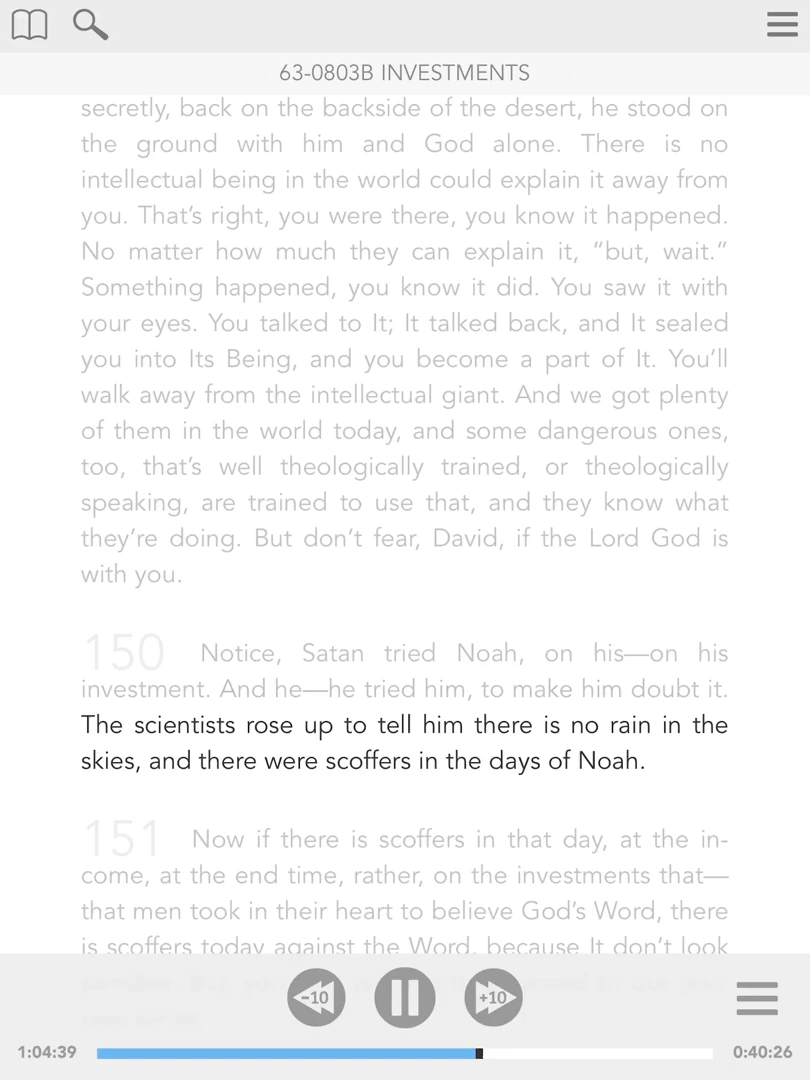 63-0803B INVESTMENTS
secretly, back on the backside of the desert, he stood on
the ground with him and God alone. There is no
intellectual being in the world could explain it away from
you. That’s right, you were there, you know it happened.
No matter how much they can explain it, “but, wait.”
Something happened, you know it did. You saw it with
your eyes. You talked to It; It talked back, and It sealed
you into Its Being, and you become a part of It. You’ll
walk away from the intellectual giant. And we got plenty
of them in the world today, and some dangerous ones,
too, that’s well theologically trained, or theologically
speaking, are trained to use that, and they know what
they’re doing. But don’t fear, David, if the Lord God is
with you.
150 Notice, Satan tried Noah, on his—on his
investment. And he—he tried him, to make him doubt it.
The scientists rose up to tell him there is no rain in the
skies, and there were scoffers in the days of Noah.
151 Now if there is scoffers in that day, at the in-
come, at the end time, rather, on the investments that—
that men took in their heart to believe God’s Word, there
is scoffers today against the Word, because It don’t look
-10 +10
1:04:39 0:40:26